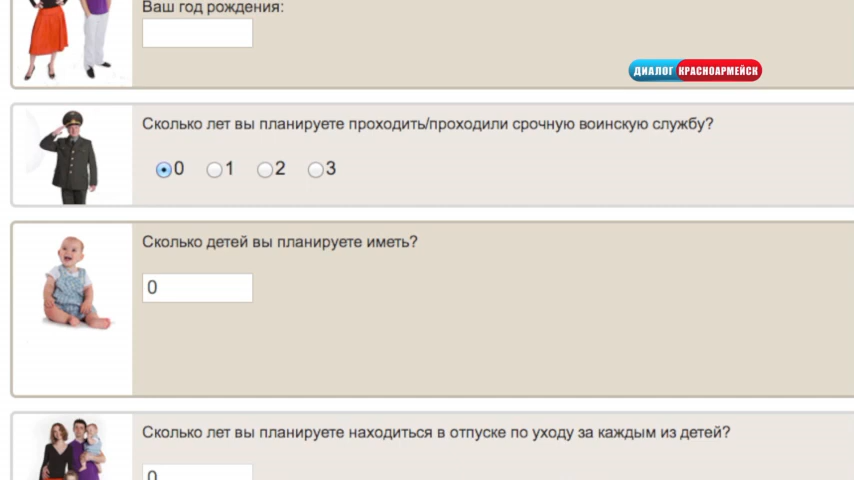 Ваш год рождения:
ДИАЛОГ КРАСНОАРМЕЙСК
Сколько лет вы планируете проходить/проходили срочную воинскую службу?
0 1 2 3
Сколько детей вы планируете иметь?
0
Сколько лет вы планируете находиться в отпуске по уходу за каждым из детей?
0